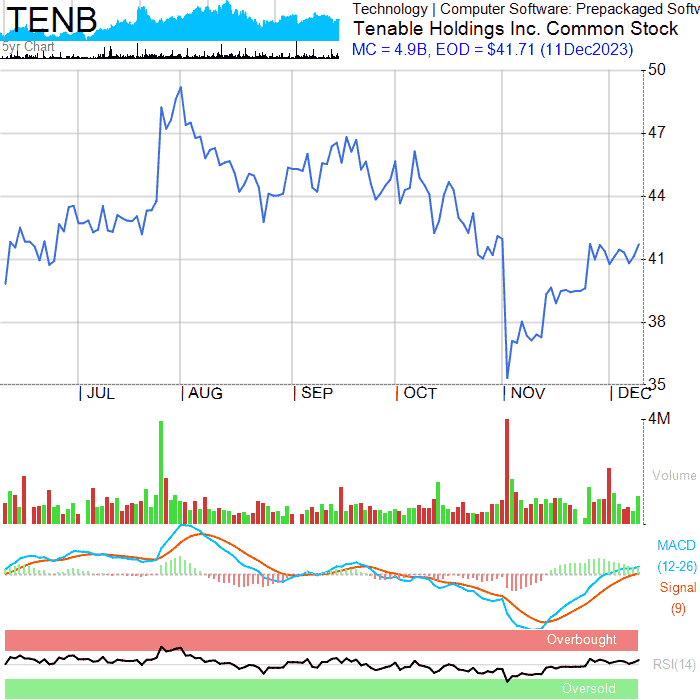 TENB
5yr Chart
Technology | Computer Software: Prepackaged Softw
Tenable Holdings Inc. Common Stock
MC = 4.9B, EOD = $41.71 (11Dec2023)
50
47
44
41
38
35
JUL
AUG
SEP
OCT
NOV
DEC
4M
Volume
MACD
(12-26)
Signal
(9)
Overbought
RSI(14)
Oversold